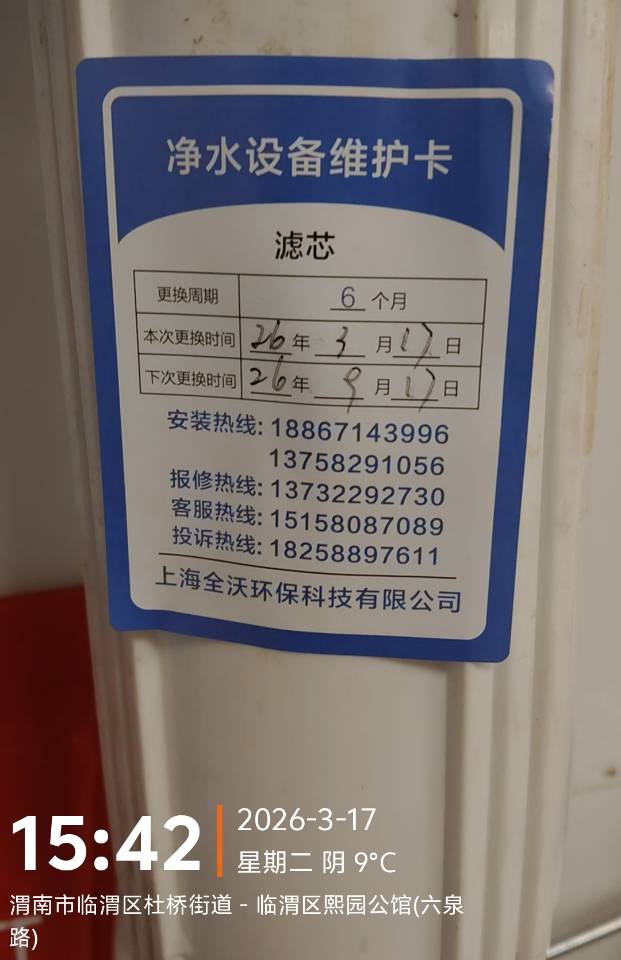 净水设备维护卡
滤芯
更换周期 6 个月
本次更换时间 26年 3 月 17 日
下次更换时间 26年 9 月 17 日
安装热线: 18867143996
13758291056
报修热线: 13732292730
客服热线: 15158087089
投诉热线: 18258897611
上海全沃环保科技有限公司
15:42
2026-3-17
星期二 阴 9℃
渭南市临渭区杜桥街道 - 临渭区熙园公馆(六泉
路)